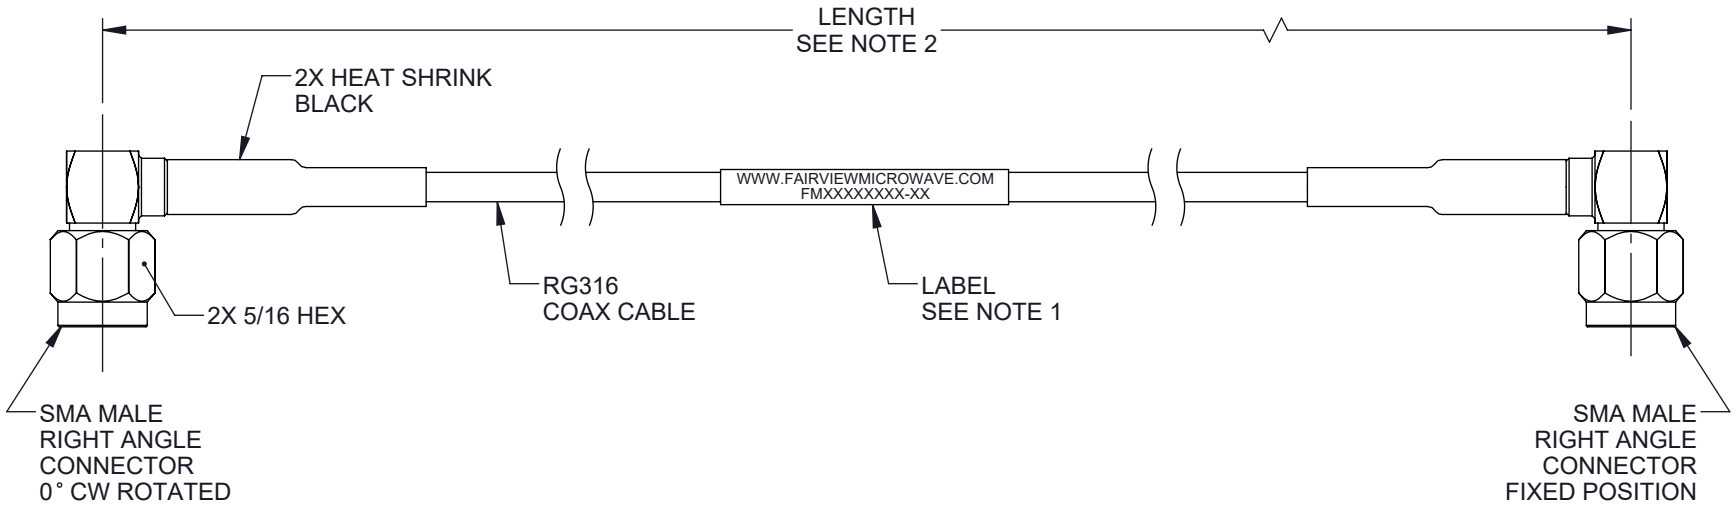 LENGTH
SEE NOTE 2
2X HEAT SHRINK
BLACK
WWW.FAIRVIEWMICROWAVE.COM
FMXXXXXXXX-XX
RG316
COAX CABLE
LABEL
SEE NOTE 1
2X 5/16 HEX
SMA MALE
RIGHT ANGLE
CONNECTOR
0° CW ROTATED
SMA MALE
RIGHT ANGLE
CONNECTOR
FIXED POSITION